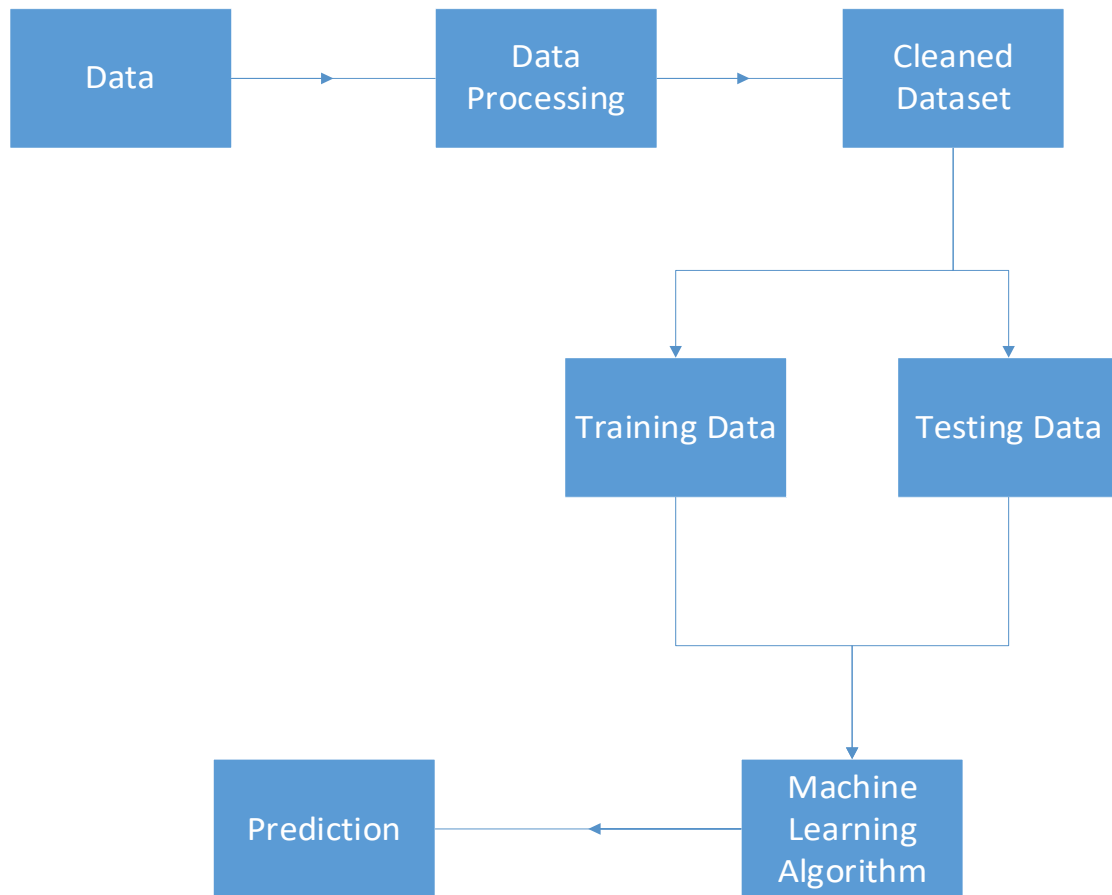 Data
Data
Processing
Cleaned
Dataset
Training Data
Testing Data
Machine
Learning
Algorithm
Prediction